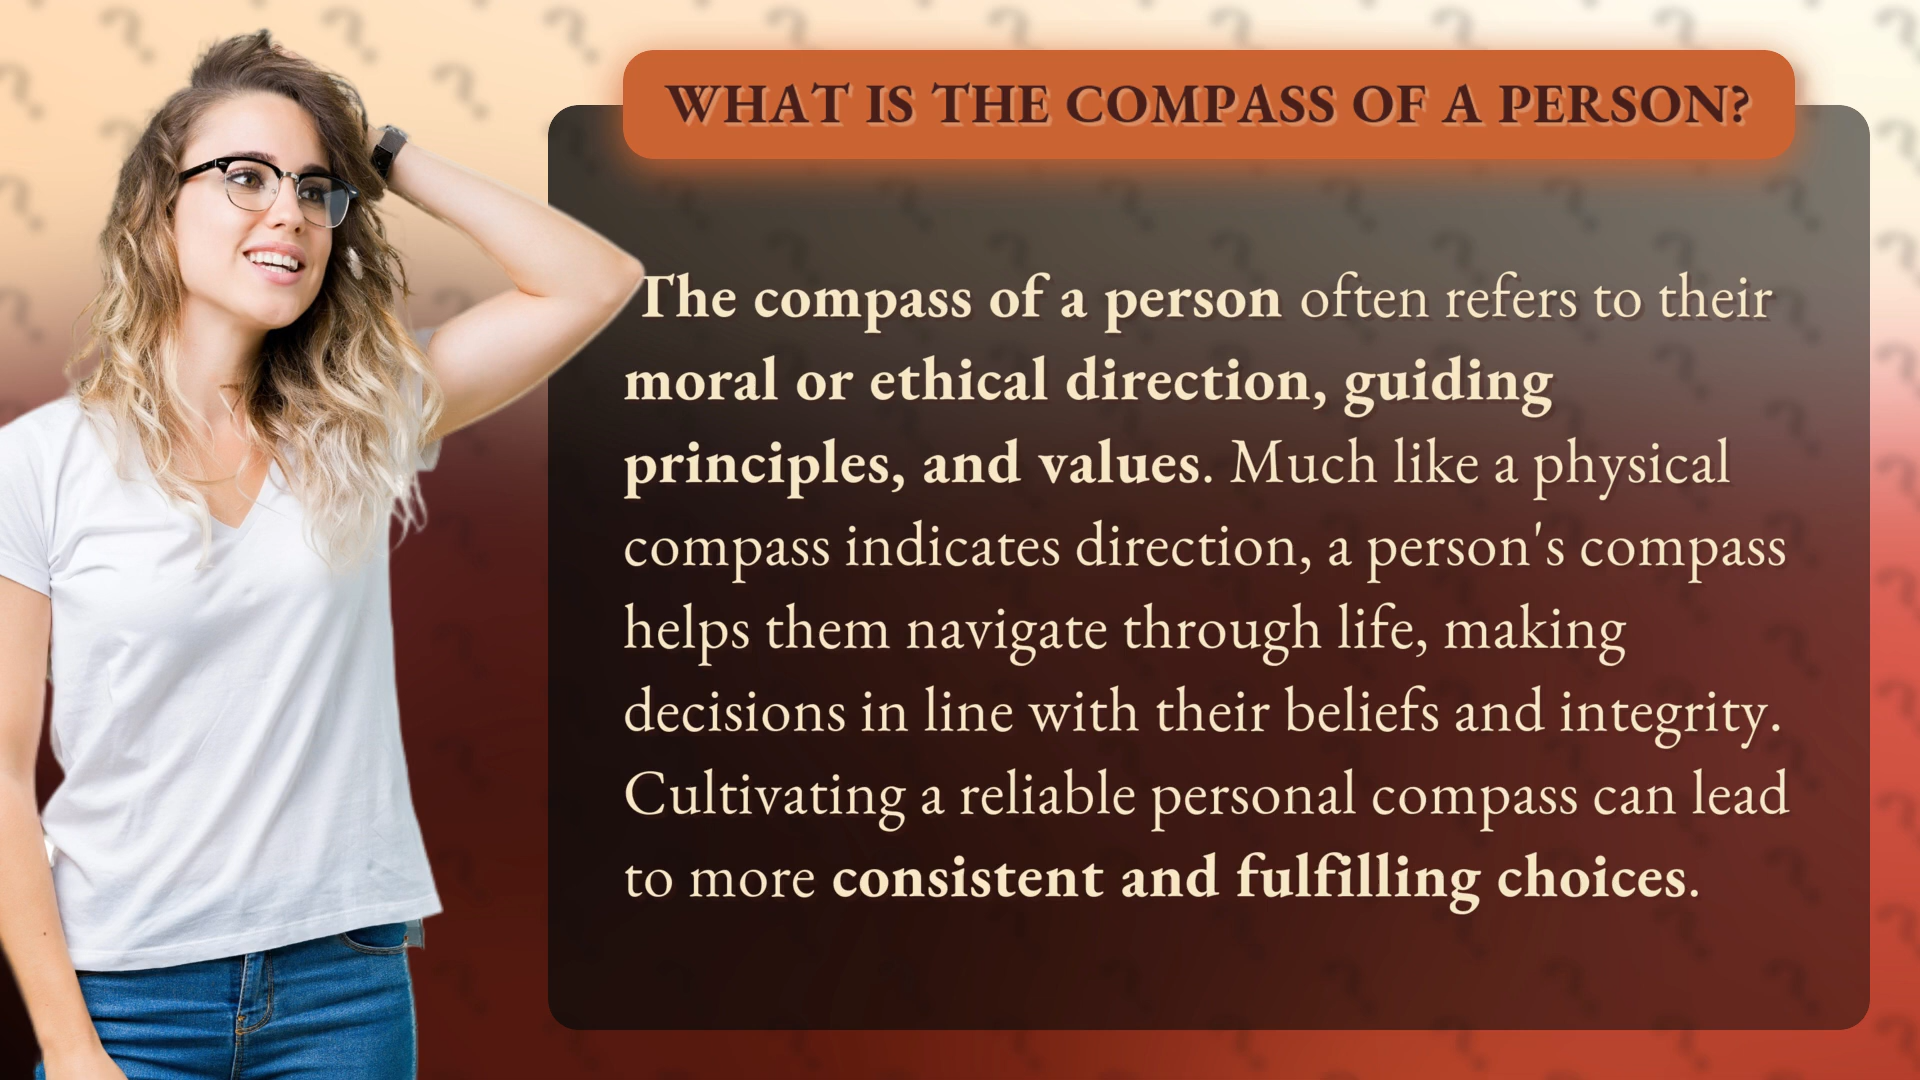 WHAT IS THE COMPASS OF A PERSON?
The compass of a person often refers to their
moral or ethical direction, guiding
principles, and values. Much like a physical
compass indicates direction, a person's compass
helps them navigate through life, making
decisions in line with their beliefs and integrity.
Cultivating a reliable personal compass can lead
to more consistent and fulfilling choices.